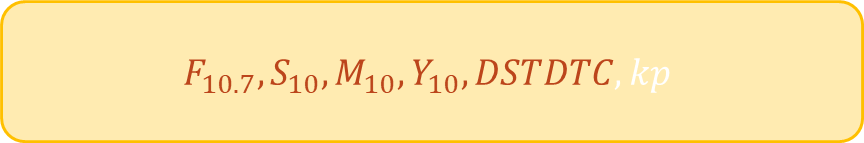 F₁₀.₇, S₁₀, M₁₀, Y₁₀, DSTDTC, kp